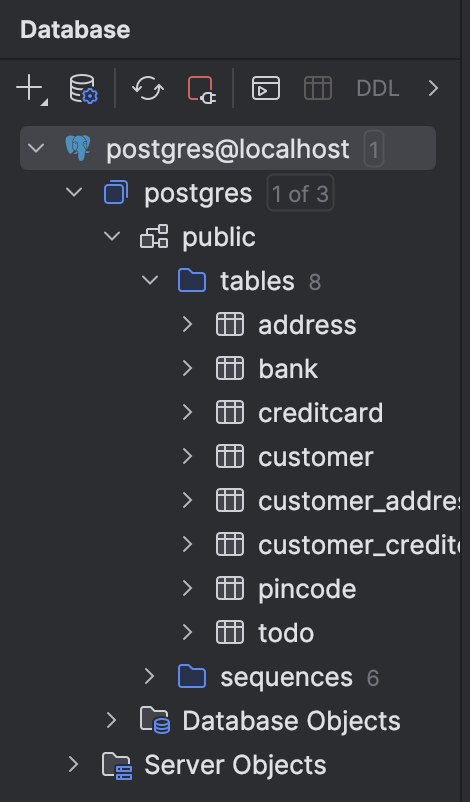 Database
DDL
postgres@localhost 1
postgres 1 of 3
public
tables 8
address
bank
creditcard
customer
customer_addre
customer_credit
pincode
todo
sequences 6
Database Objects
Server Objects